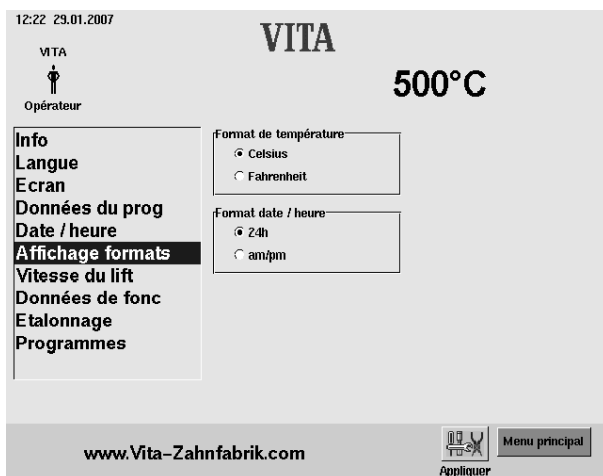 12:22 29.01.2007
VITA
VITA
500°C
Opérateur
Info
Langue
Ecran
Données du prog
Date / heure
Affichage formats
Vitesse du lift
Données de fonc
Etalonnage
Programmes
Format de température
Celsius
Fahrenheit
Format date / heure
24h
am/pm
www.Vita-Zahnfabrik.com
Appliquer
Menu principal